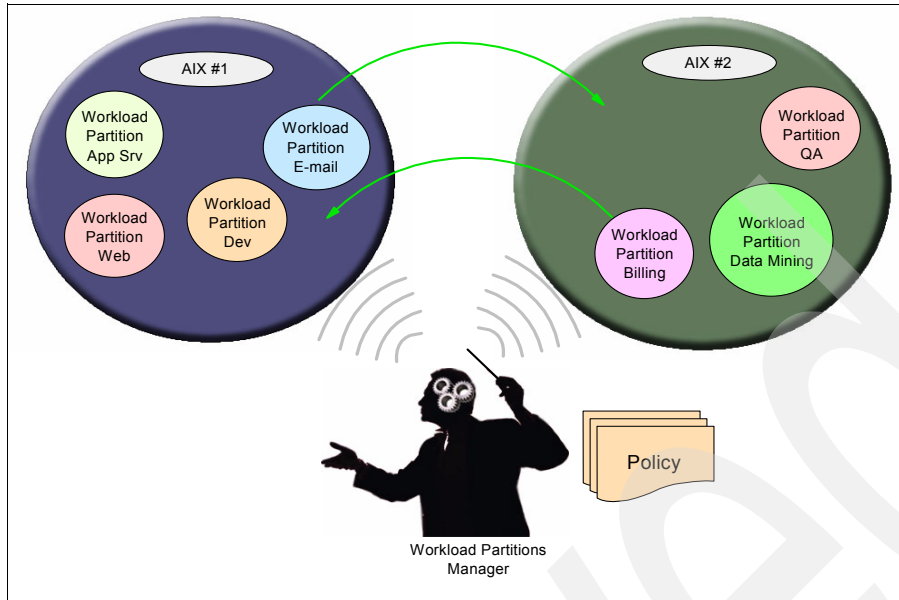 AIX #1
AIX #2
Workload
Partition
App Srv
Workload
Partition
E-mail
Workload
Partition
QA
Workload
Partition
Web
Workload
Partition
Dev
Workload
Partition
Billing
Workload
Partition
Data Mining
Policy
Workload Partitions
Manager